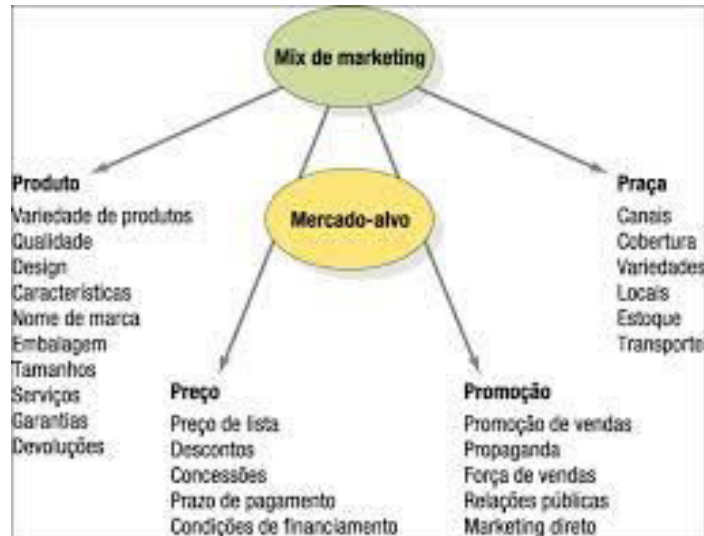 Mix de marketing
Mercado-alvo
Produto
Variedade de produtos
Qualidade
Design
Características
Nome de marca
Embalagem
Tamanhos
Serviços
Garantias
Devoluções
Preço
Preço de lista
Descontos
Concessões
Prazo de pagamento
Condições de financiamento
Promoção
Promoção de vendas
Propaganda
Força de vendas
Relações públicas
Marketing direto
Praça
Canais
Cobertura
Variedades
Locais
Estoque
Transporte